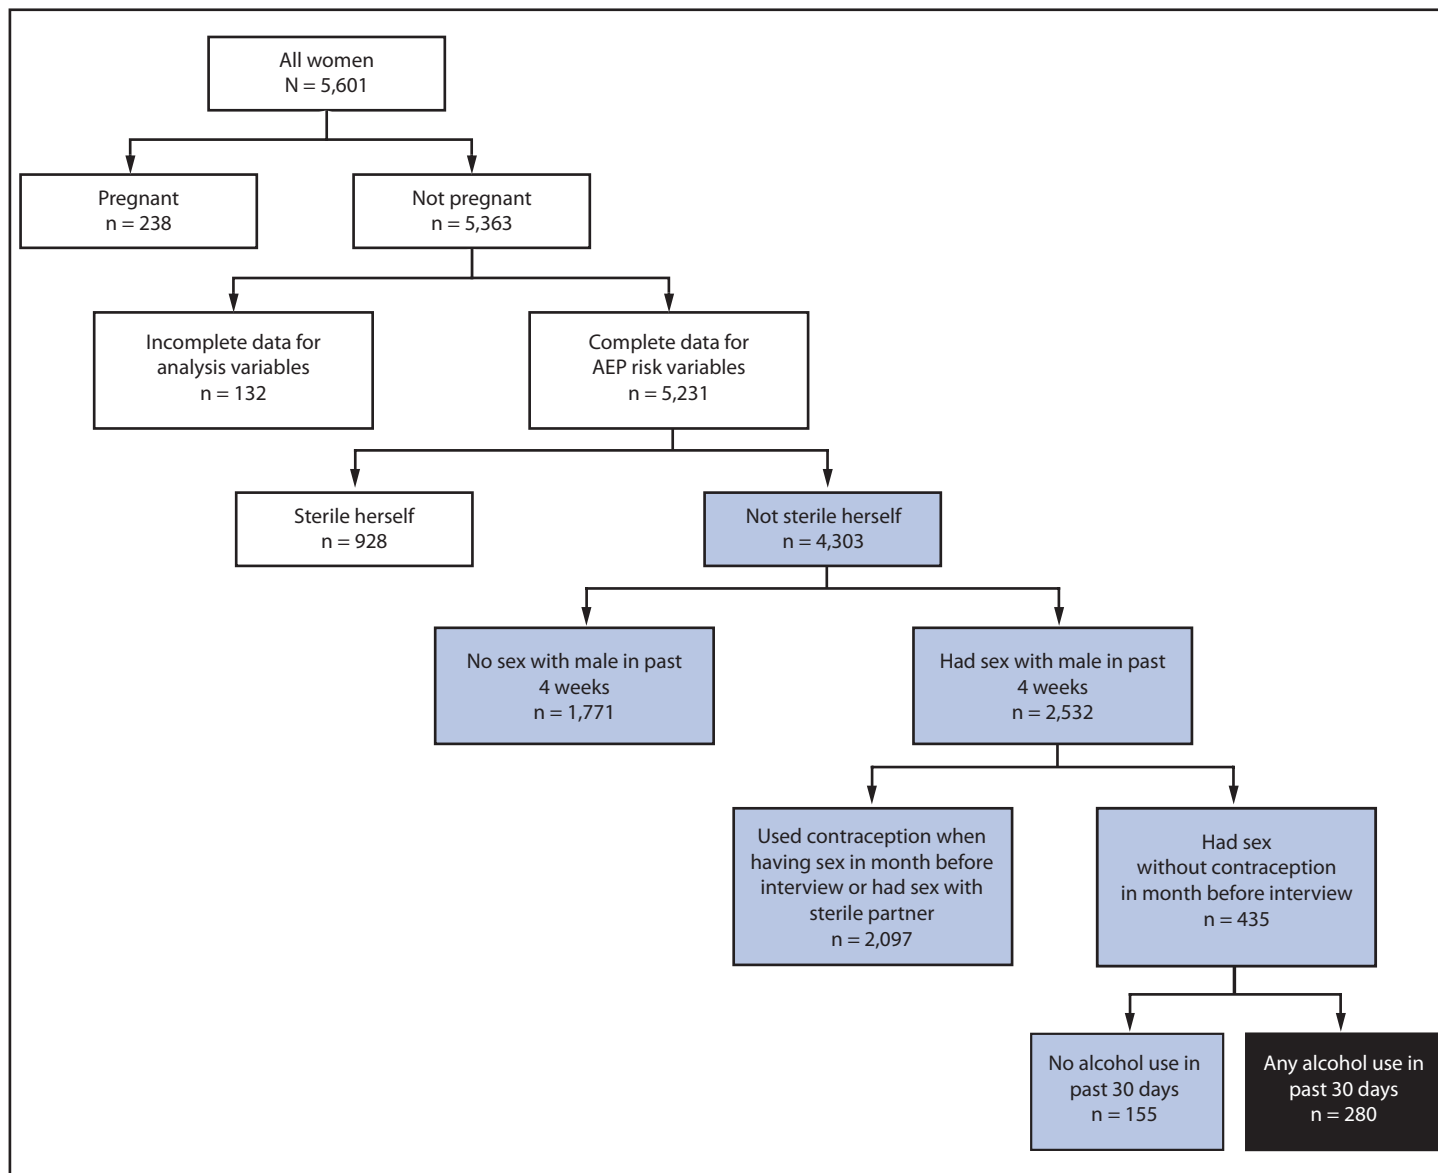 All women
N = 5,601
Pregnant
n = 238
Not pregnant
n = 5,363
Incomplete data for
analysis variables
n = 132
Complete data for
AEP risk variables
n = 5,231
Sterile herself
n = 928
Not sterile herself
n = 4,303
No sex with male in past
4 weeks
n = 1,771
Had sex with male in past
4 weeks
n = 2,532
Used contraception when
having sex in month before
interview or had sex with
sterile partner
n = 2,097
Had sex
without contraception
in month before interview
n = 435
No alcohol use in
past 30 days
n = 155
Any alcohol use in
past 30 days
n = 280